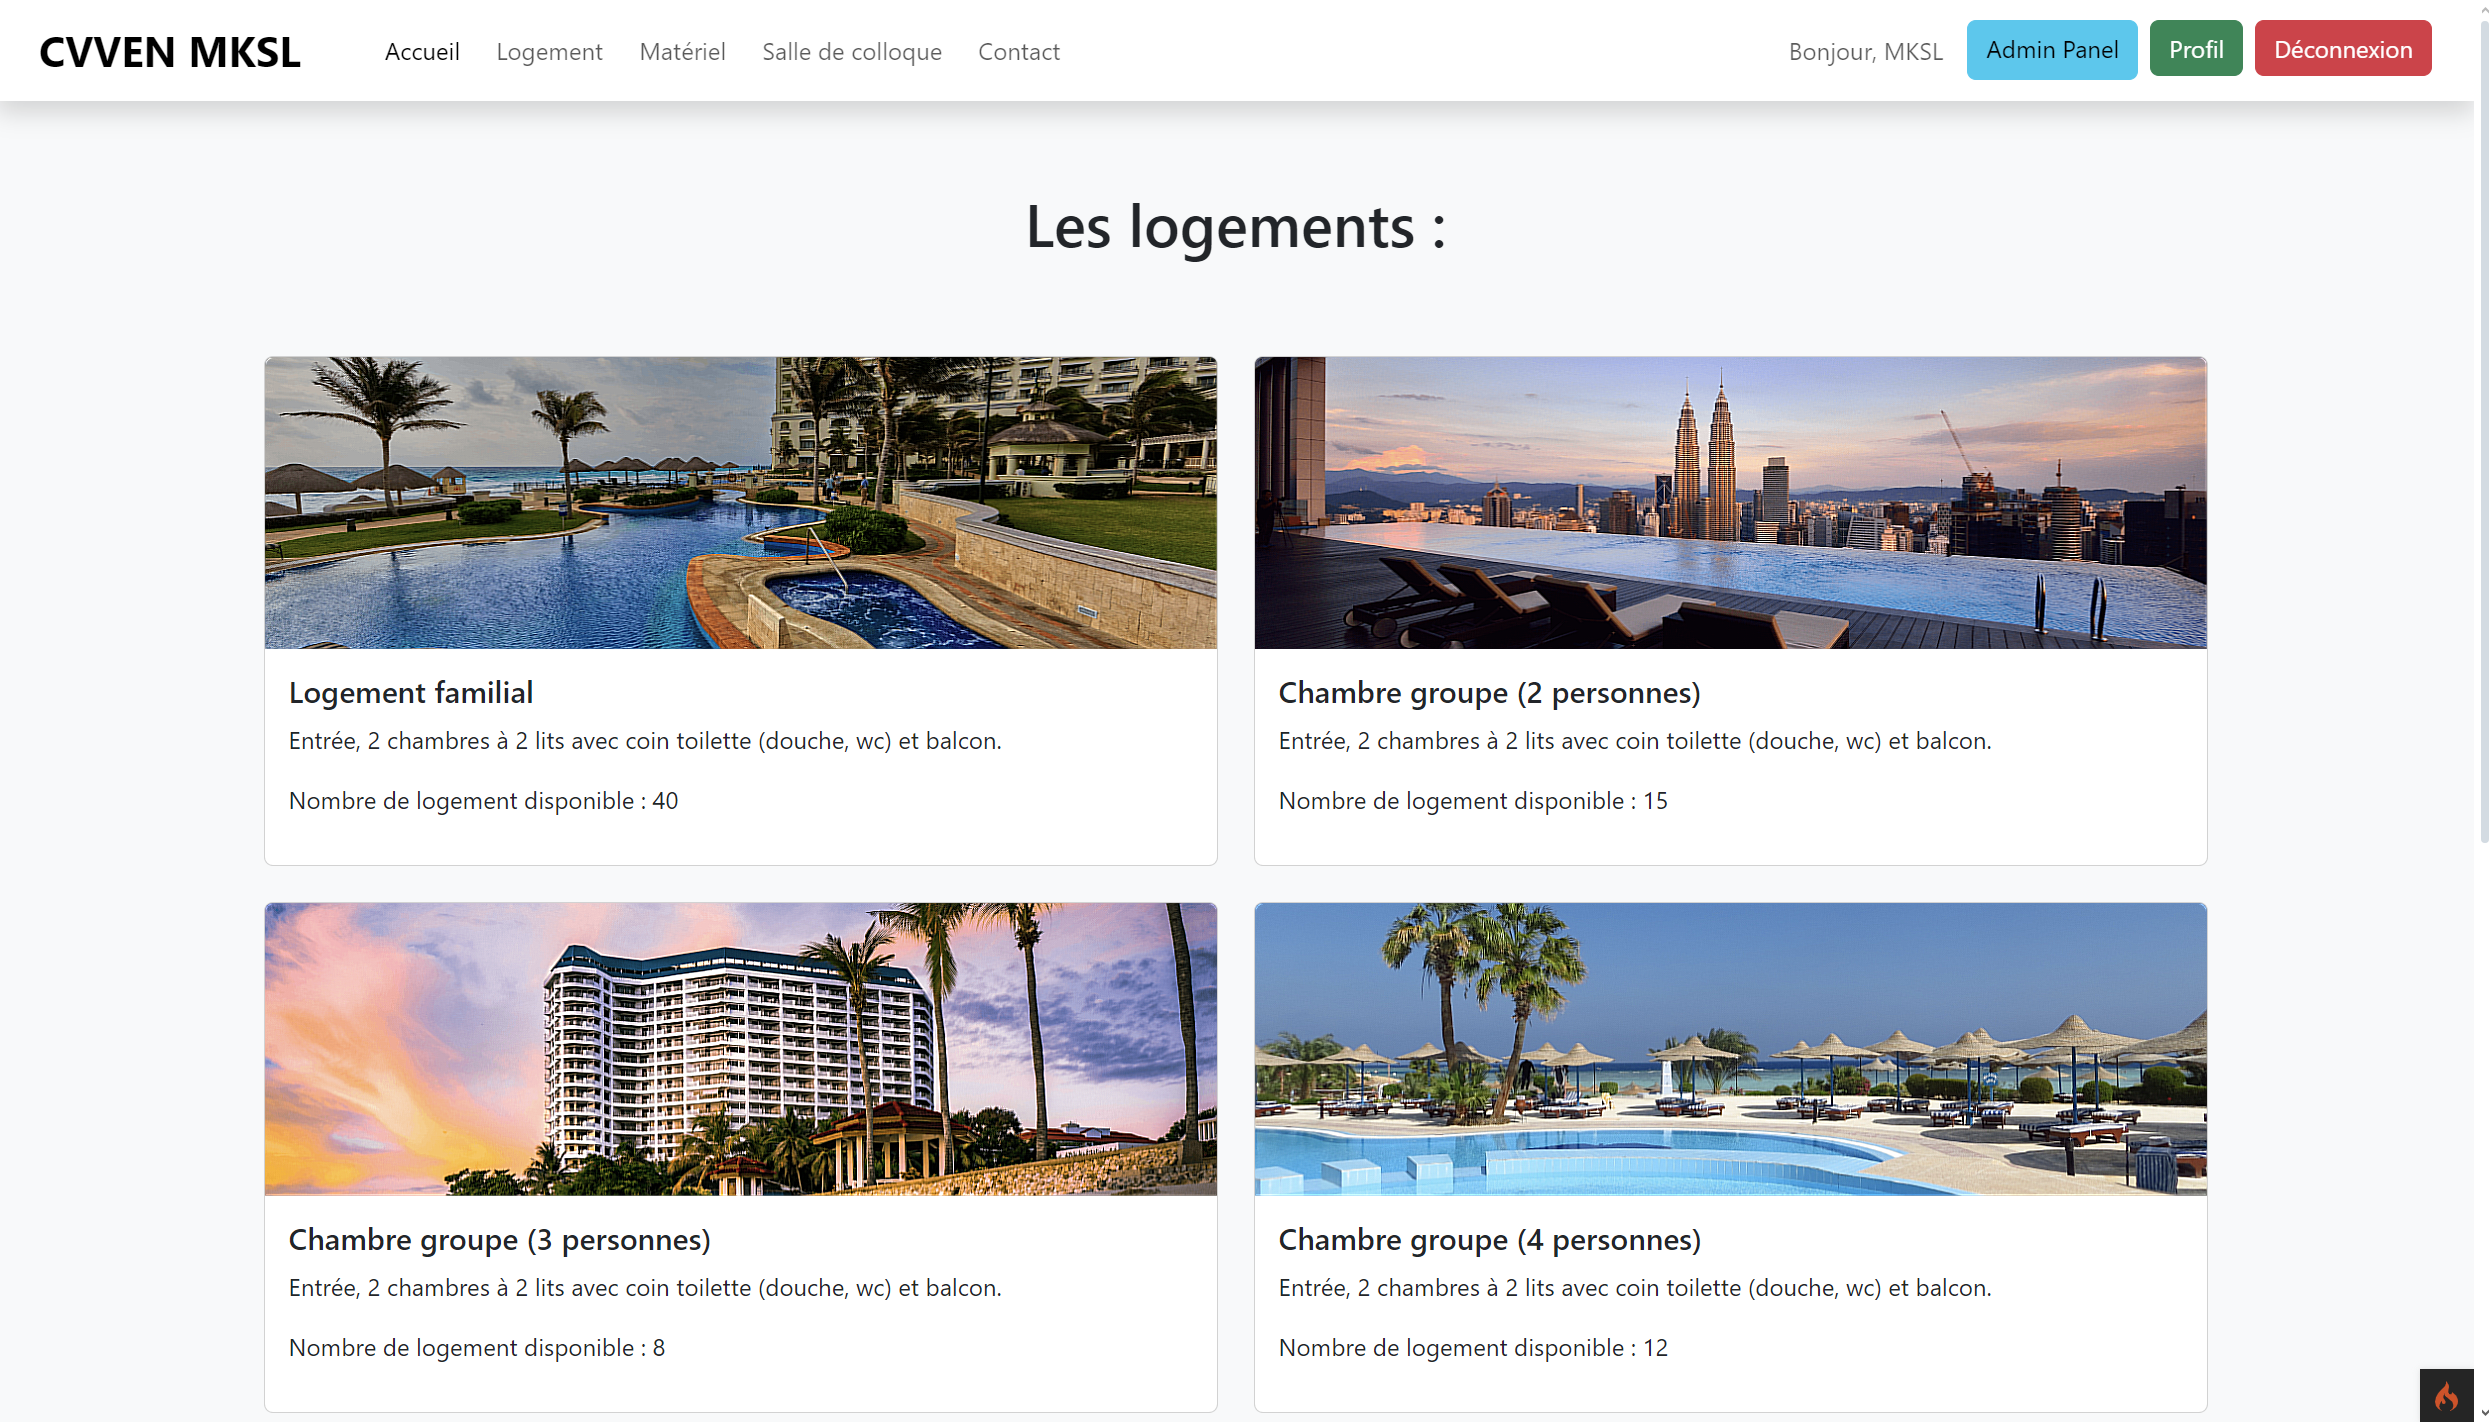 CVVEN MKSL
Accueil
Logement
Matériel
Salle de colloque
Contact
Bonjour, MKSL
Admin Panel
Profil
Déconnexion
Les logements :
Logement familial
Entrée, 2 chambres à 2 lits avec coin toilette (douche, wc) et balcon.
Nombre de logement disponible : 40
Chambre groupe (2 personnes)
Entrée, 2 chambres à 2 lits avec coin toilette (douche, wc) et balcon.
Nombre de logement disponible : 15
Chambre groupe (3 personnes)
Entrée, 2 chambres à 2 lits avec coin toilette (douche, wc) et balcon.
Nombre de logement disponible : 8
Chambre groupe (4 personnes)
Entrée, 2 chambres à 2 lits avec coin toilette (douche, wc) et balcon.
Nombre de logement disponible : 12